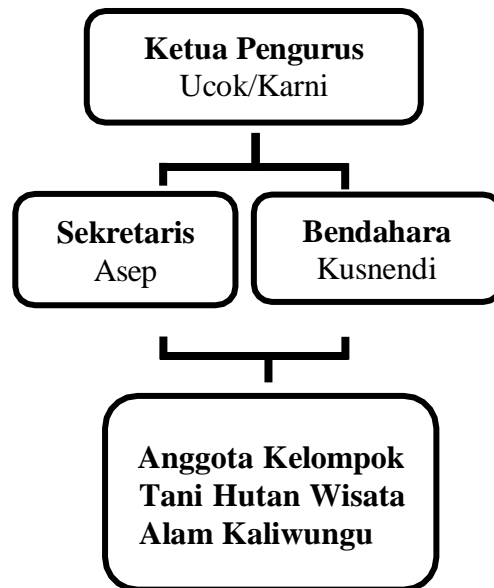 Ketua Pengurus
Ucok/Karni
Sekretaris
Asep
Bendahara
Kusnendi
Anggota Kelompok
Tani Hutan Wisata
Alam Kaliwungu